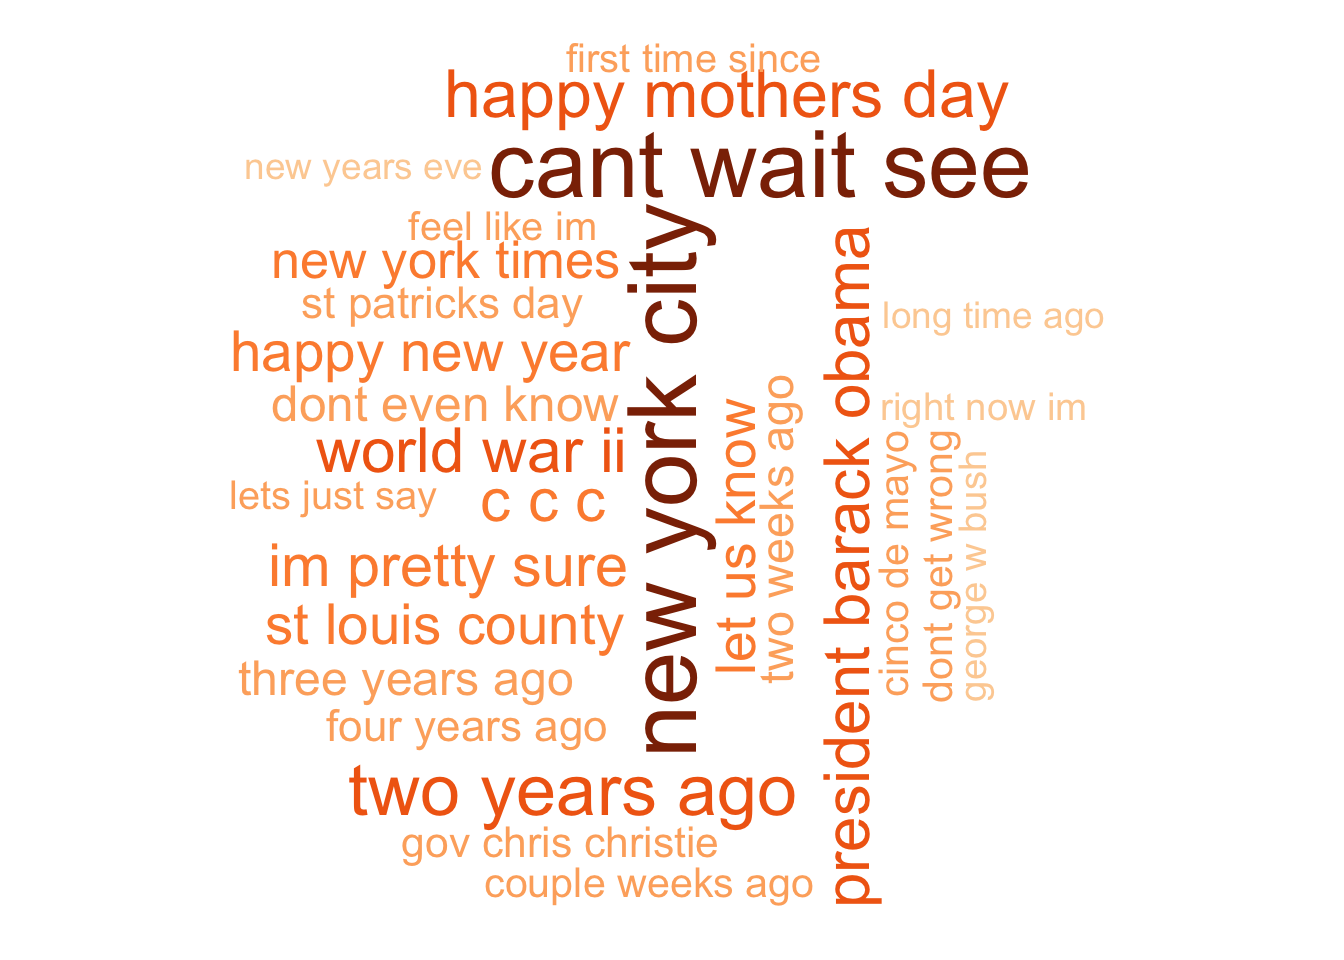 first time since
happy mothers day
new years eve
cant wait see
feel like im
new york times
st patricks day
happy new year
dont even know
world war ii
lets just say
c c c
im pretty sure
st louis county
three years ago
four years ago
two years ago
gov chris christie
couple weeks ago
new york city
let us know
two weeks ago
president barack obama
long time ago
right now im
cinco de mayo
dont get wrong
george w bush